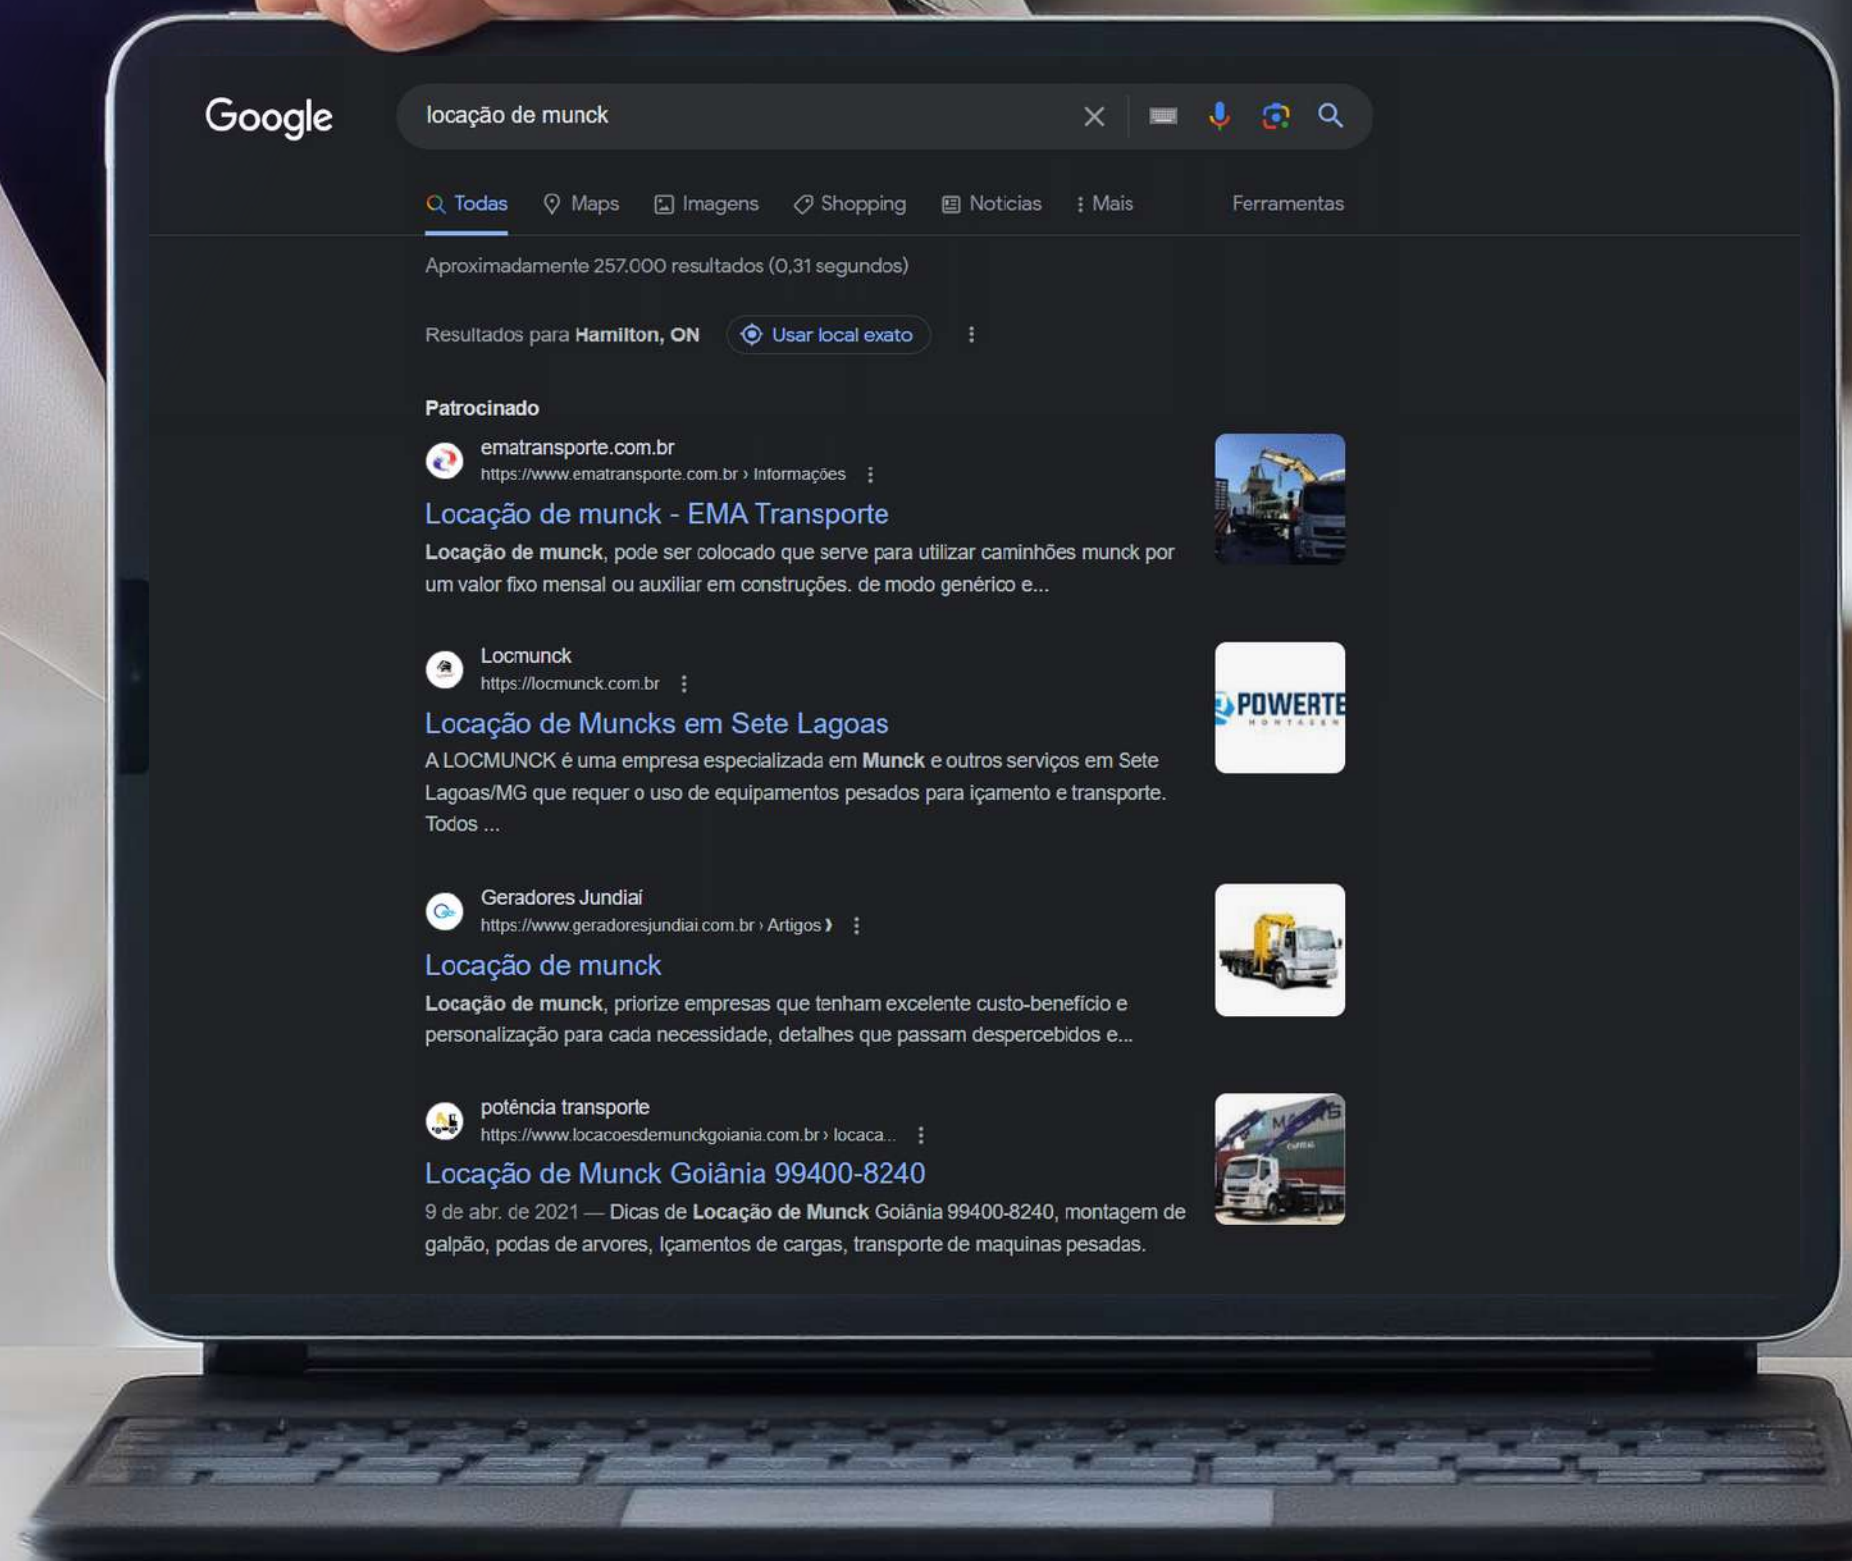 Google
locação de munck
Todas Maps Imagens Shopping Noticias Mais Ferramentas
Aproximadamente 257.000 resultados (0,31 segundos)
Resultados para Hamilton, ON Usar local exato
Patrocinado
ematransporte.com.br
https://www.ematransporte.com.br › Informações
Locação de munck - EMA Transporte
Locação de munck, pode ser colocado que serve para utilizar caminhões munck por
um valor fixo mensal ou auxiliar em construções. de modo genérico e...
Locmunck
https://locmunck.com.br
POWERTE
MONTAGEN
Locação de Muncks em Sete Lagoas
A LOCMUNCK é uma empresa especializada em Munck e outros serviços em Sete
Lagoas/MG que requer o uso de equipamentos pesados para içamento e transporte.
Todos ...
Geradores Jundiaí
https://www.geradoresjundiai.com.br › Artigos ❯
Locação de munck
Locação de munck, priorize empresas que tenham excelente custo-benefício e
personalização para cada necessidade, detalhes que passam despercebidos e...
potência transporte
https://www.locacoesdemunckgoiania.com.br › locaca...
CAPITAL
Locação de Munck Goiânia 99400-8240
9 de abr. de 2021 — Dicas de Locação de Munck Goiânia 99400-8240, montagem de
galpão, podas de arvores, Içamentos de cargas, transporte de maquinas pesadas.